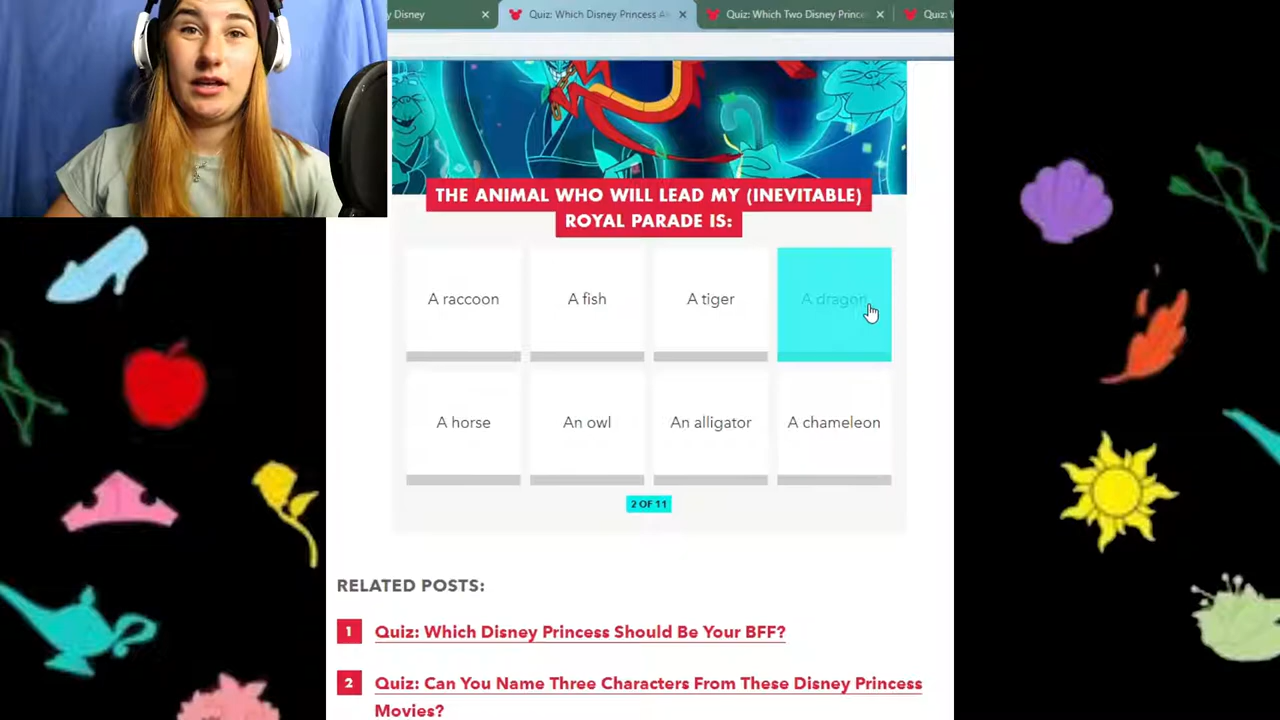 y Disney
Quiz: Which Disney Princess A
Quiz: Which Two Disney Prince
Quiz: W
THE ANIMAL WHO WILL LEAD MY (INEVITABLE)
ROYAL PARADE IS:
A raccoon
A fish
A tiger
A dragon
A horse
An owl
An alligator
A chameleon
2 OF 11
RELATED POSTS:
1 Quiz: Which Disney Princess Should Be Your BFF?
2 Quiz: Can You Name Three Characters From These Disney Princess
Movies?